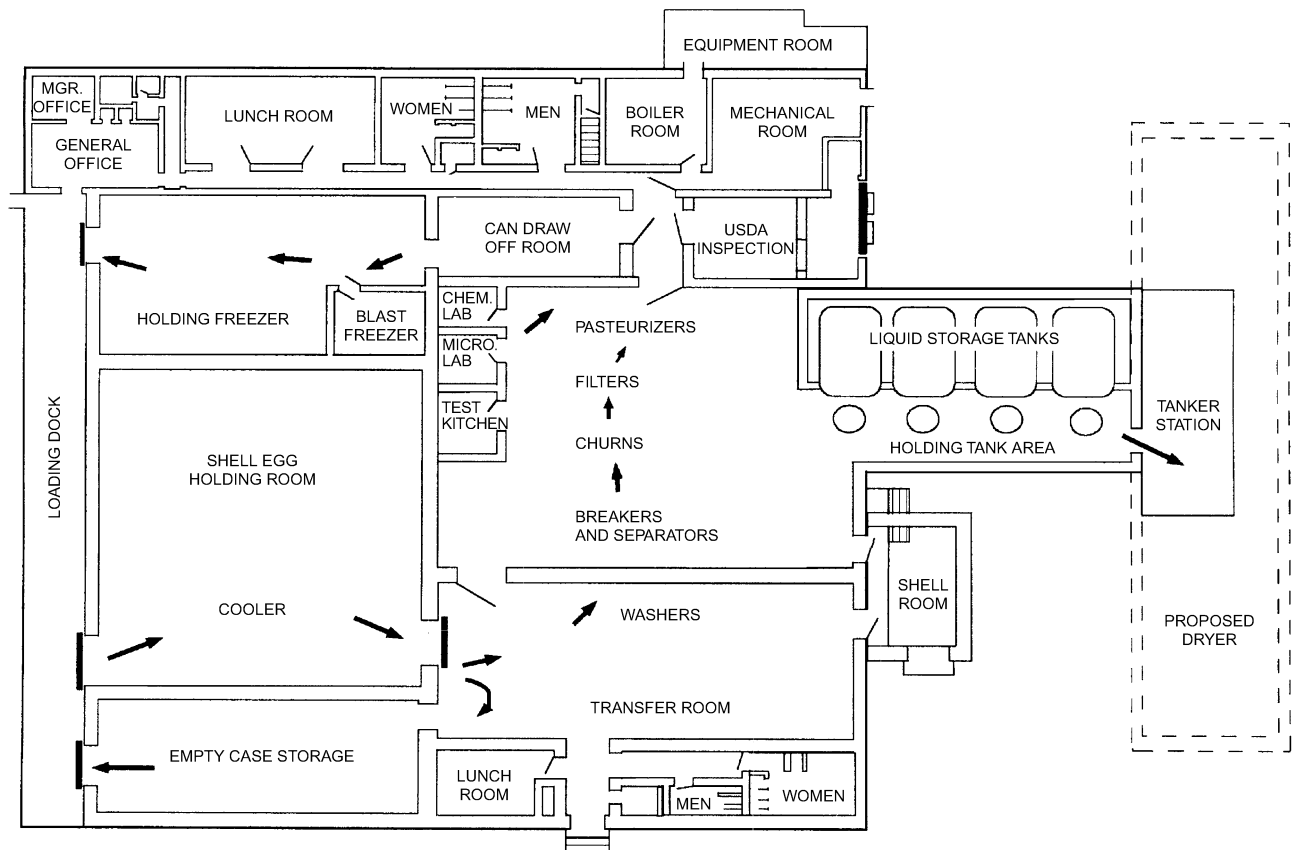 EQUIPMENT ROOM
MGR.
OFFICE
LUNCH ROOM
WOMEN
MEN
BOILER
ROOM
MECHANICAL
ROOM
GENERAL
OFFICE
CAN DRAW
OFF ROOM
USDA
INSPECTION
HOLDING FREEZER
BLAST
FREEZER
CHEM.
LAB
MICRO.
LAB
TEST
KITCHEN
PASTEURIZERS
FILTERS
CHURNS
BREAKERS
AND SEPARATORS
LIQUID STORAGE TANKS
HOLDING TANK AREA
TANKER
STATION
LOADING DOCK
SHELL EGG
HOLDING ROOM
COOLER
WASHERS
SHELL
ROOM
PROPOSED
DRYER
TRANSFER ROOM
EMPTY CASE STORAGE
LUNCH
ROOM
MEN
WOMEN